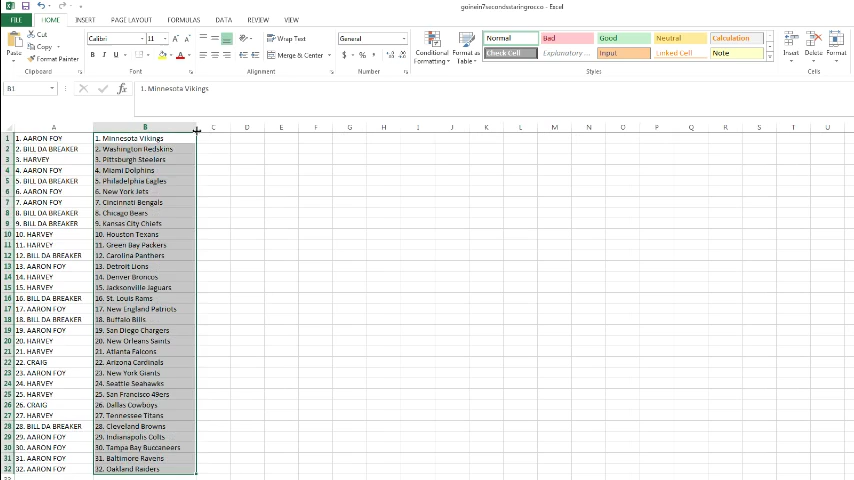 goinein7secondstaringrocco - Excel
FILE HOME INSERT PAGE LAYOUT FORMULAS DATA REVIEW VIEW
Cut
Copy
Format Painter
Paste
Clipboard
Calibri 11
B I U
Font
Wrap Text
Merge & Center
Alignment
General
$ % ,
Number
Conditional Formatting
Format as Table
Normal Bad Good Neutral Calculation
Check Cell Explanatory ... Input Linked Cell Note
Styles
Insert Delete Format
Cells
B1 fx 1. Minnesota Vikings
A B C D E F G H I J K L M N O P Q R S T U
1 1. AARON FOY 1. Minnesota Vikings
2 2. BILL DA BREAKER 2. Washington Redskins
3 3. HARVEY 3. Pittsburgh Steelers
4 4. AARON FOY 4. Miami Dolphins
5 5. BILL DA BREAKER 5. Philadelphia Eagles
6 6. AARON FOY 6. New York Jets
7 7. AARON FOY 7. Cincinnati Bengals
8 8. BILL DA BREAKER 8. Chicago Bears
9 9. BILL DA BREAKER 9. Kansas City Chiefs
10 10. HARVEY 10. Houston Texans
11 11. HARVEY 11. Green Bay Packers
12 12. BILL DA BREAKER 12. Carolina Panthers
13 13. AARON FOY 13. Detroit Lions
14 14. HARVEY 14. Denver Broncos
15 15. HARVEY 15. Jacksonville Jaguars
16 16. BILL DA BREAKER 16. St. Louis Rams
17 17. AARON FOY 17. New England Patriots
18 18. BILL DA BREAKER 18. Buffalo Bills
19 19. AARON FOY 19. San Diego Chargers
20 20. HARVEY 20. New Orleans Saints
21 21. HARVEY 21. Atlanta Falcons
22 22. CRAIG 22. Arizona Cardinals
23 23. AARON FOY 23. New York Giants
24 24. HARVEY 24. Seattle Seahawks
25 25. HARVEY 25. San Francisco 49ers
26 26. CRAIG 26. Dallas Cowboys
27 27. HARVEY 27. Tennessee Titans
28 28. BILL DA BREAKER 28. Cleveland Browns
29 29. AARON FOY 29. Indianapolis Colts
30 30. AARON FOY 30. Tampa Bay Buccaneers
31 31. AARON FOY 31. Baltimore Ravens
32 32. AARON FOY 32. Oakland Raiders